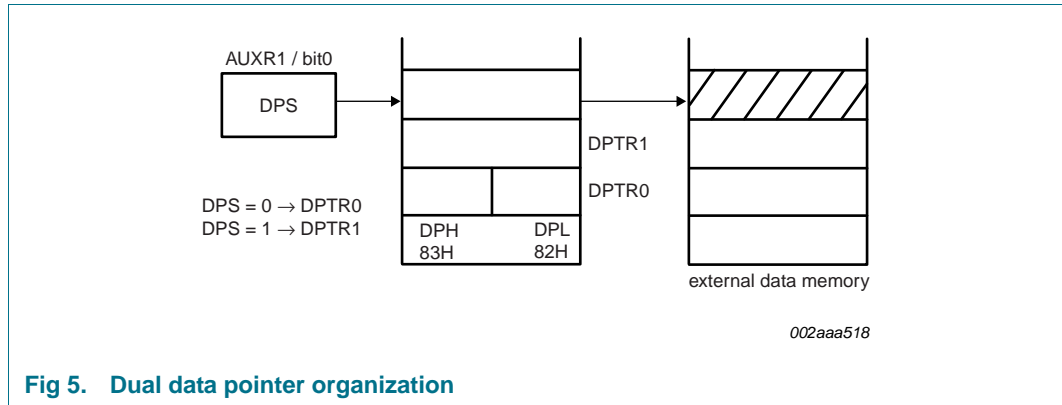 AUXR1 / bit0
DPS
DPTR1
DPTR0
DPS = 0 → DPTR0
DPS = 1 → DPTR1
DPH DPL
83H 82H
external data memory
002aaa518
Fig 5. Dual data pointer organization